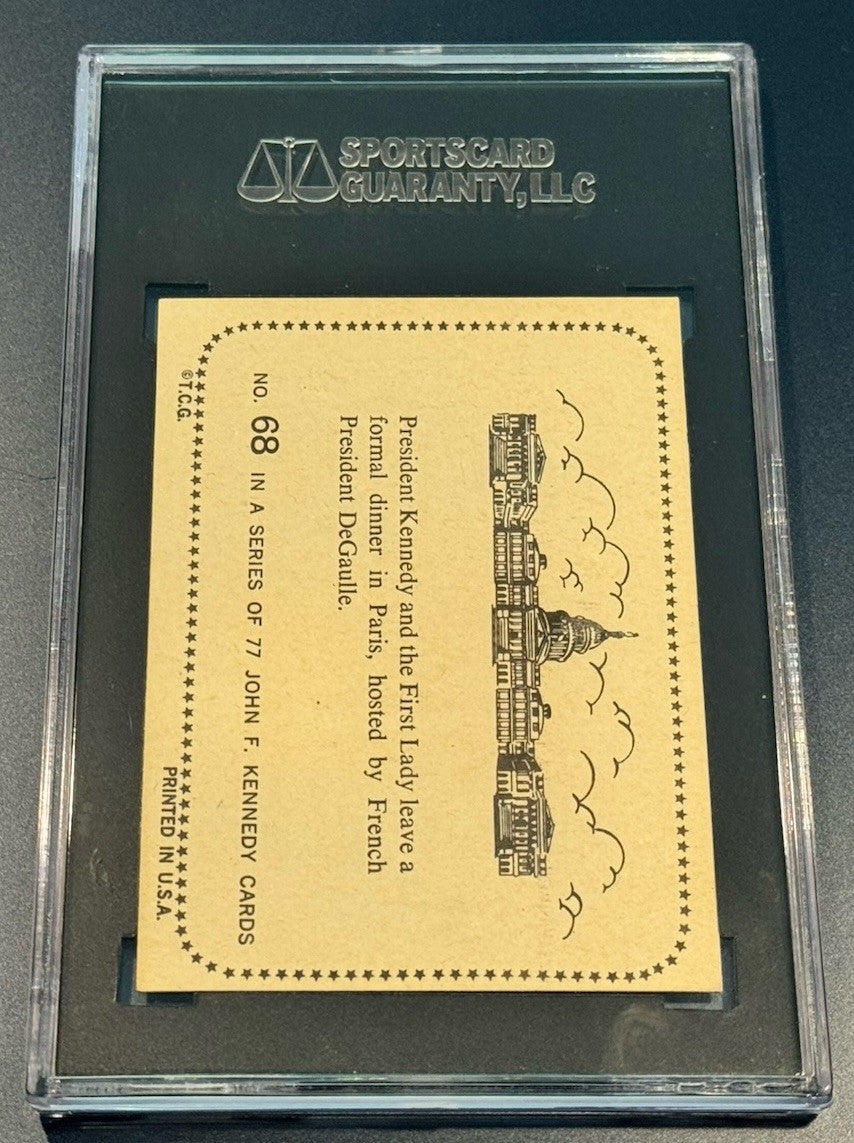 SPORTSCARD
GUARANTY, LLC
President Kennedy and the First Lady leave a
formal dinner in Paris, hosted by French
President DeGaulle.
NO. 68 IN A SERIES OF 77 JOHN F. KENNEDY CARDS
©T.C.G.
PRINTED IN U.S.A.